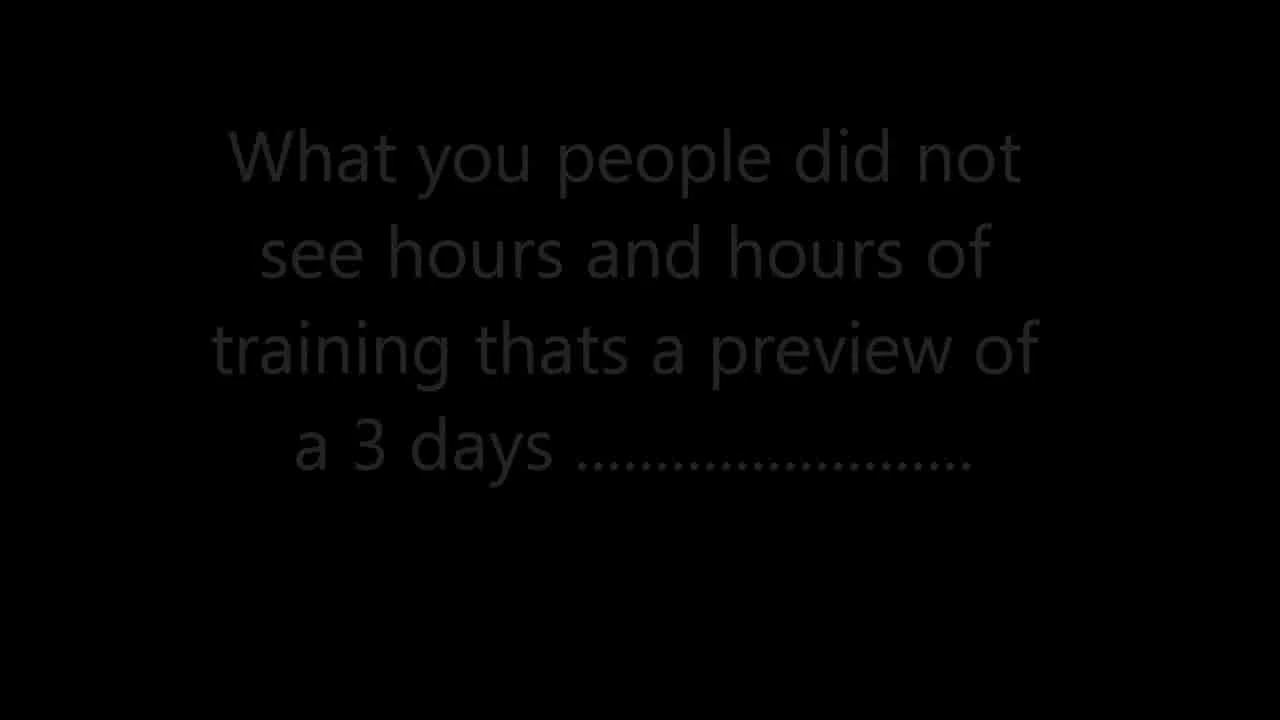 What you people did not
see hours and hours of
training thats a preview of
a 3 days .........................